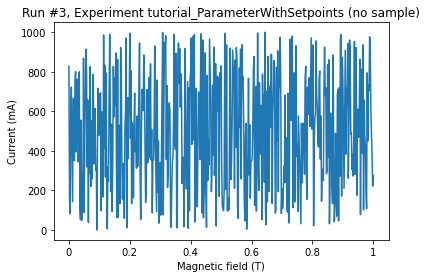 Run #3, Experiment tutorial_ParameterWithSetpoints (no sample)
1000
800
600
400
200
0
Current (mA)
0 0.2 0.4 0.6 0.8 1
Magnetic field (T)